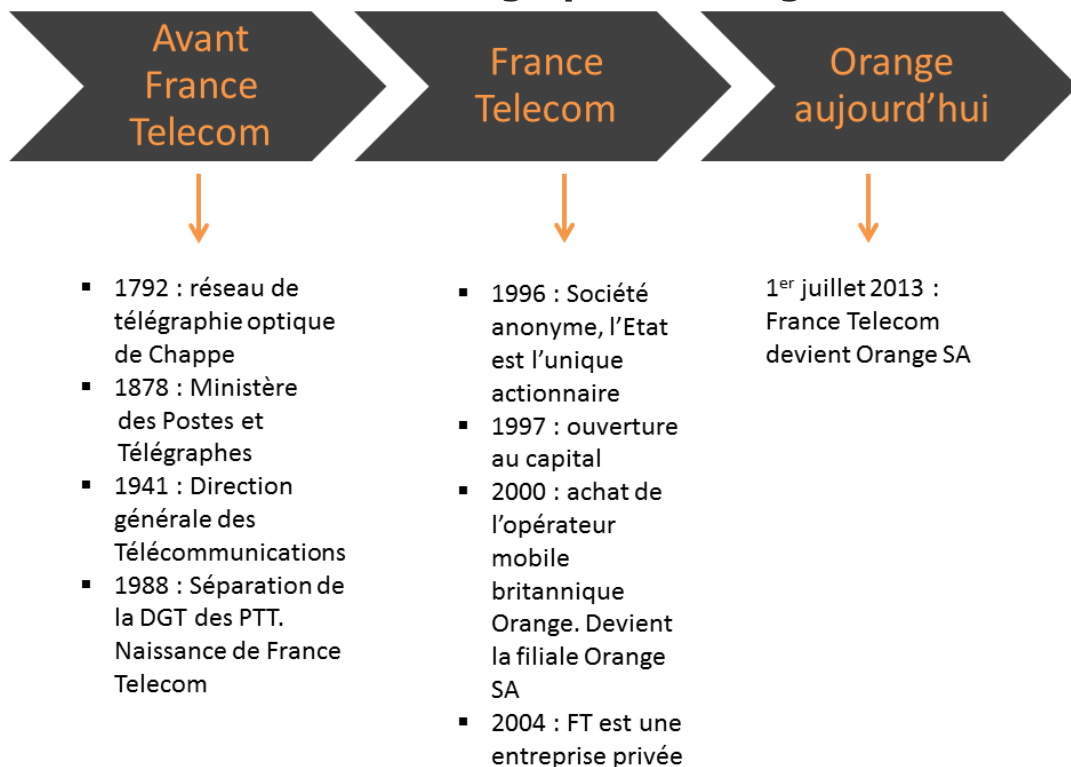 Avant
France
Telecom
France
Telecom
Orange
aujourd’hui
▪ 1792 : réseau de
télégraphie optique
de Chappe
▪ 1878 : Ministère
des Postes et
Télégraphes
▪ 1941 : Direction
générale des
Télécommunications
▪ 1988 : Séparation de
la DGT des PTT.
Naissance de France
Telecom
▪ 1996 : Société
anonyme, l’Etat
est l’unique
actionnaire
▪ 1997 : ouverture
au capital
▪ 2000 : achat de
l’opérateur
mobile
britannique
Orange. Devient
la filiale Orange
SA
▪ 2004 : FT est une
entreprise privée
1er juillet 2013 :
France Telecom
devient Orange SA